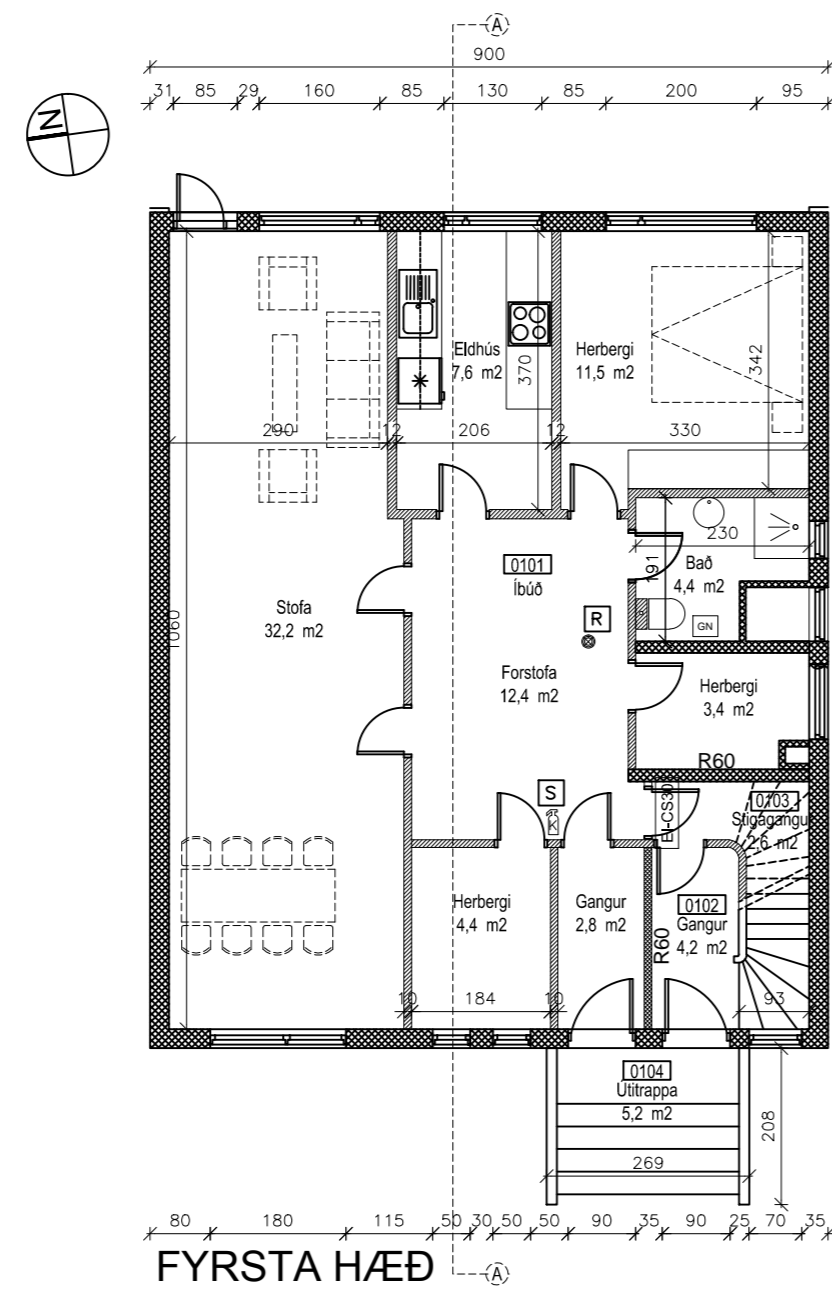 A
900
31 85 29 160 85 130 85 200 95
N
Eldhús
7,6 m2
370
Herbergi
11,5 m2
342
290 12 206 12 330
0101
Íbúð
230
191
Bað
4,4 m2
GN
R
Stofa
32,2 m2
1060
Forstofa
12,4 m2
Herbergi
3,4 m2
R60
S
K
EI-CS30
0103
Stigagangur
2,6 m2
Herbergi
4,4 m2
Gangur
2,8 m2
0102
Gangur
4,2 m2
R60
10 184 10 93
0104
Útitrappa
5,2 m2
208
269
80 180 115 50 30 50 50 90 35 90 25 70 35
FYRSTA HÆÐ
A